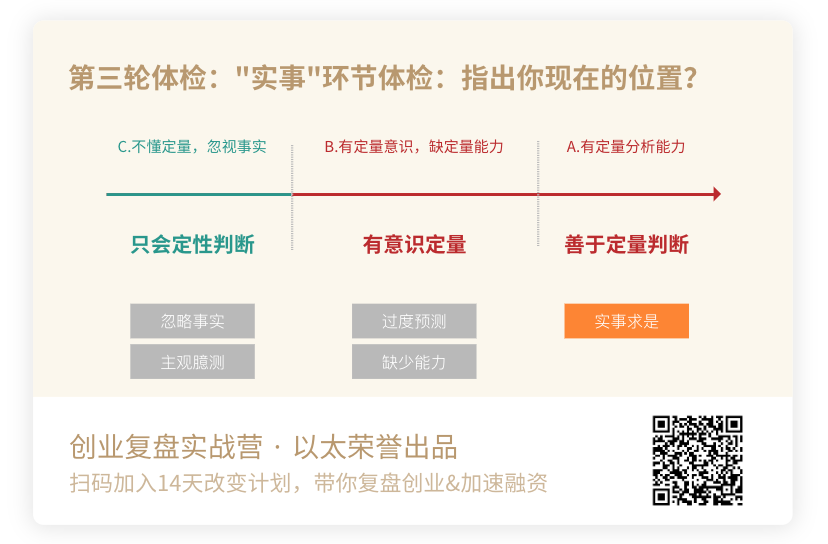 第三轮体检："实事"环节体检：指出你现在的位置？
C.不懂定量，忽视事实
B.有定量意识，缺定量能力
A.有定量分析能力
只会定性判断
有意识定量
善于定量判断
忽略事实
过度预测
实事求是
主观臆测
缺少能力
创业复盘实战营 · 以太荣誉出品
扫码加入14天改变计划，带你复盘创业&加速融资